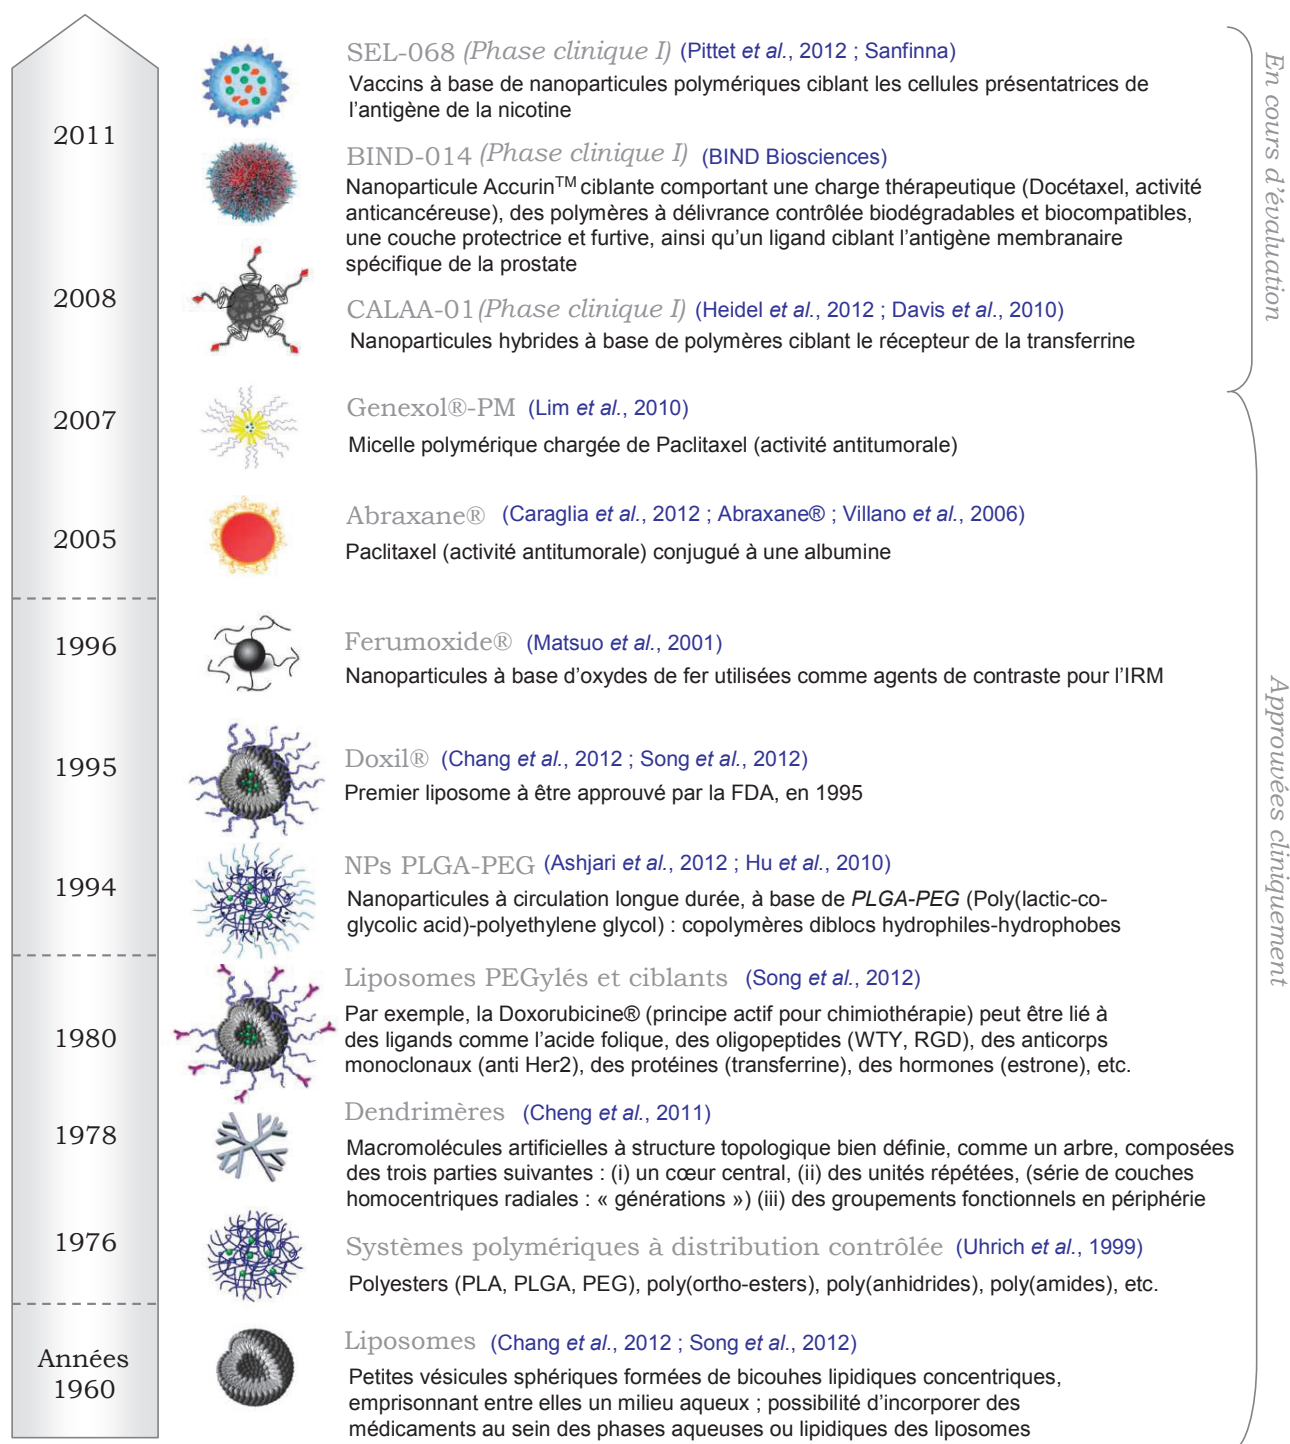 SEL-068 (Phase clinique I) (Pittet et al., 2012 ; Sanfinna)
Vaccins à base de nanoparticules polymériques ciblant les cellules présentatrices de
l'antigène de la nicotine
2011
BIND-014 (Phase clinique I) (BIND Biosciences)
Nanoparticule Accurin™ ciblante comportant une charge thérapeutique (Docétaxel, activité
anticancéreuse), des polymères à délivrance contrôlée biodégradables et biocompatibles,
une couche protectrice et furtive, ainsi qu'un ligand ciblant l'antigène membranaire
spécifique de la prostate
2008
CALAA-01 (Phase clinique I) (Heidel et al., 2012 ; Davis et al., 2010)
Nanoparticules hybrides à base de polymères ciblant le récepteur de la transferrine
En cours d'évaluation
2007
Genexol®-PM (Lim et al., 2010)
Micelle polymérique chargée de Paclitaxel (activité antitumorale)
2005
Abraxane® (Caraglia et al., 2012 ; Abraxane® ; Villano et al., 2006)
Paclitaxel (activité antitumorale) conjugué à une albumine
1996
Ferumoxide® (Matsuo et al., 2001)
Nanoparticules à base d'oxydes de fer utilisées comme agents de contraste pour l'IRM
1995
Doxil® (Chang et al., 2012 ; Song et al., 2012)
Premier liposome à être approuvé par la FDA, en 1995
1994
NPs PLGA-PEG (Ashjari et al., 2012 ; Hu et al., 2010)
Nanoparticules à circulation longue durée, à base de PLGA-PEG (Poly(lactic-co-
glycolic acid)-polyethylene glycol) : copolymères diblocs hydrophiles-hydrophobes
1980
Liposomes PEGylés et ciblants (Song et al., 2012)
Par exemple, la Doxorubicine® (principe actif pour chimiothérapie) peut être lié à
des ligands comme l'acide folique, des oligopeptides (WTY, RGD), des anticorps
monoclonaux (anti Her2), des protéines (transferrine), des hormones (estrone), etc.
1978
Dendrimères (Cheng et al., 2011)
Macromolécules artificielles à structure topologique bien définie, comme un arbre, composées
des trois parties suivantes : (i) un cœur central, (ii) des unités répétées, (série de couches
homocentriques radiales : « générations ») (iii) des groupements fonctionnels en périphérie
1976
Systèmes polymériques à distribution contrôlée (Uhrich et al., 1999)
Polyesters (PLA, PLGA, PEG), poly(ortho-esters), poly(anhidrides), poly(amides), etc.
Années
1960
Liposomes (Chang et al., 2012 ; Song et al., 2012)
Petites vésicules sphériques formées de bicouhes lipidiques concentriques,
emprisonnant entre elles un milieu aqueux ; possibilité d'incorporer des
médicaments au sein des phases aqueuses ou lipidiques des liposomes
Approuvées cliniquement